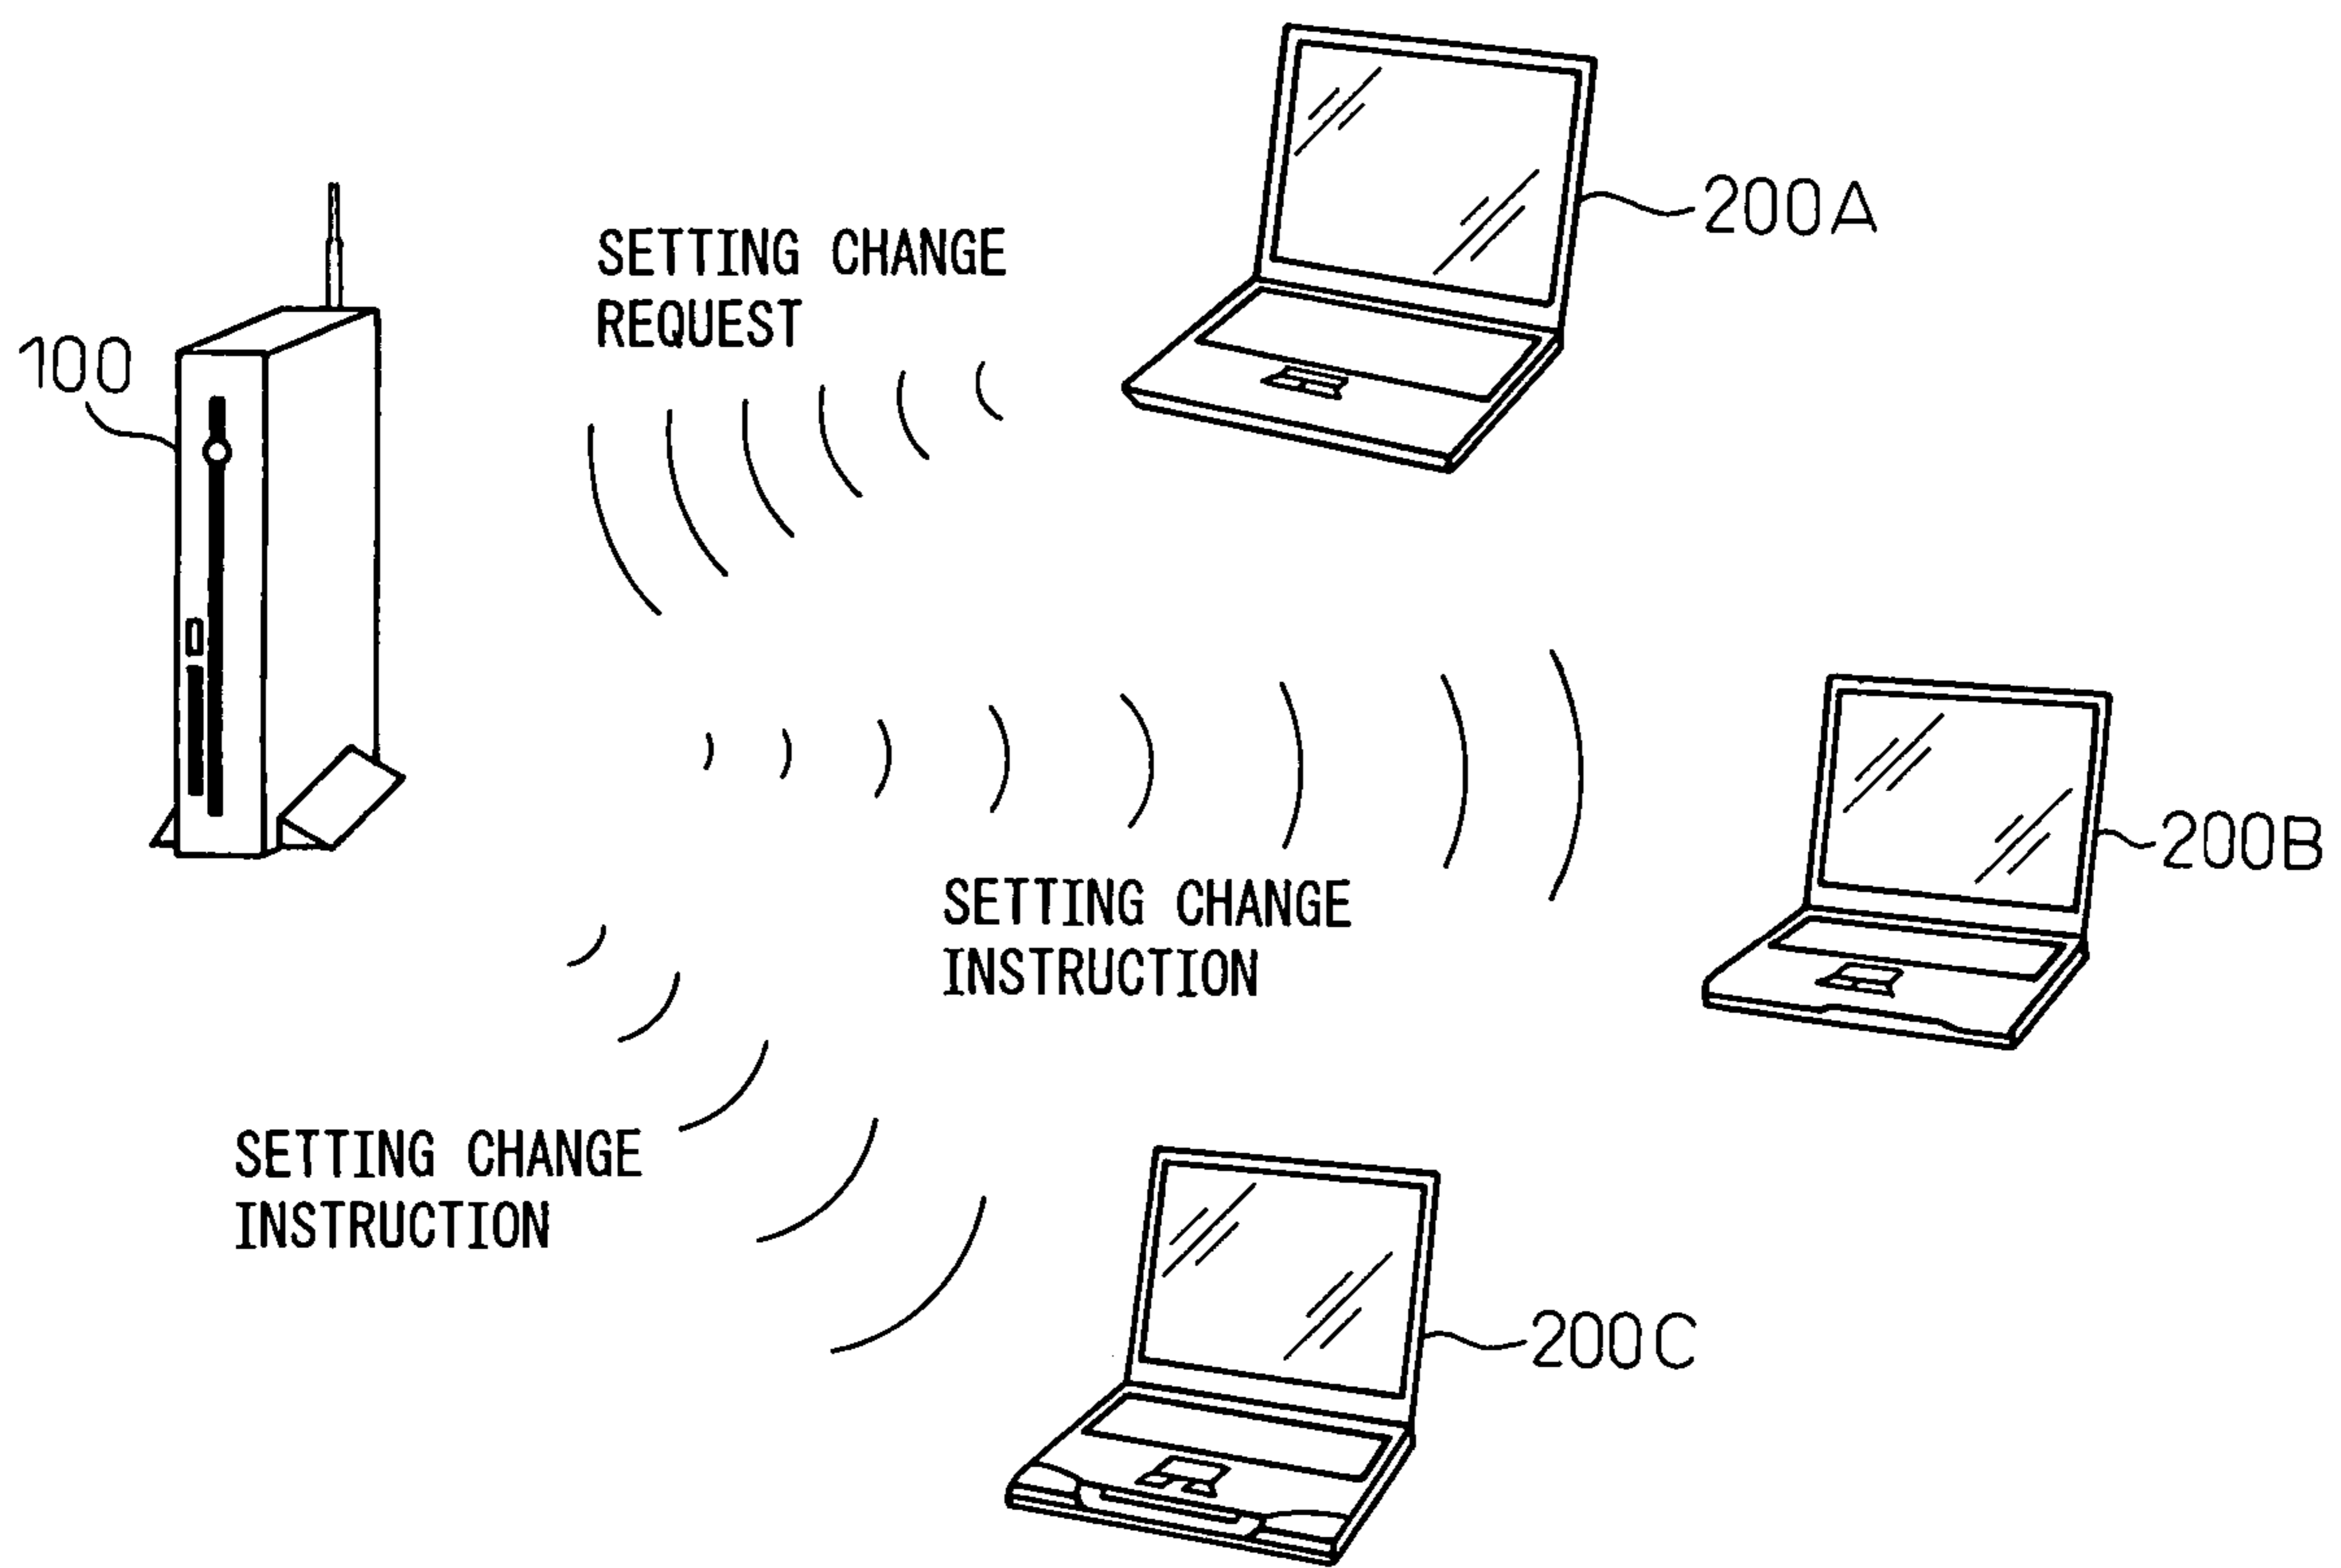 200A
SETTING CHANGE
REQUEST
100
200B
SETTING CHANGE
INSTRUCTION
SETTING CHANGE
INSTRUCTION
200C